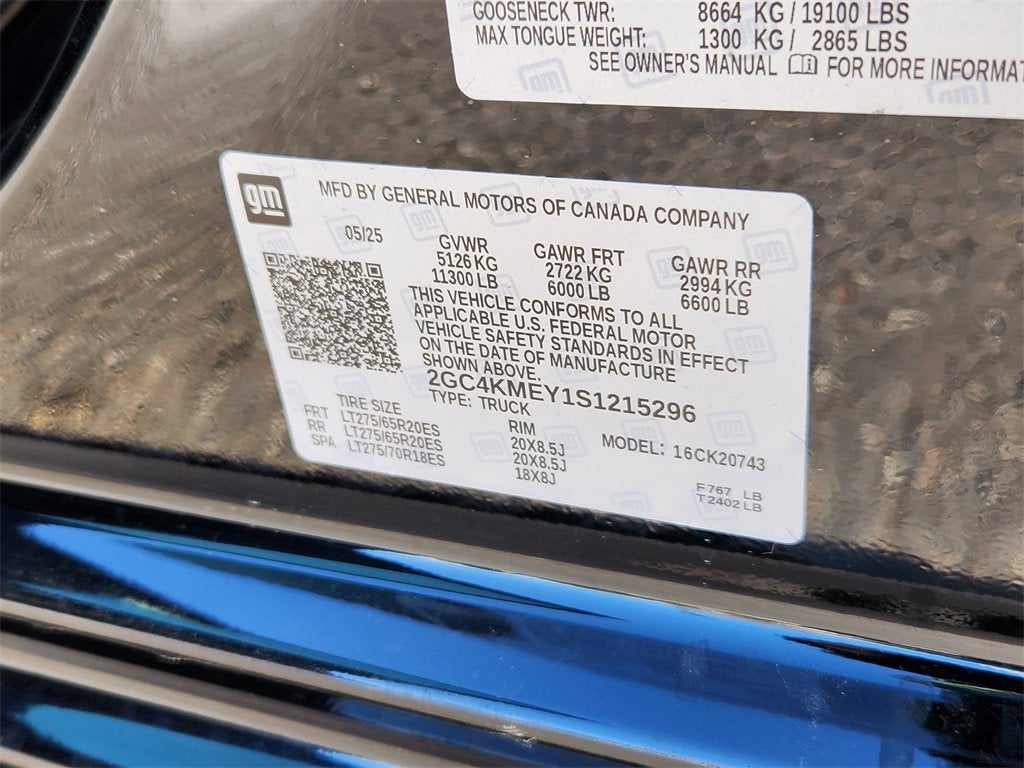 GOOSENECK TWR: 8664 KG / 19100 LBS
MAX TONGUE WEIGHT: 1300 KG / 2865 LBS
SEE OWNER'S MANUAL FOR MORE INFORMAT
gm
MFD BY GENERAL MOTORS OF CANADA COMPANY
05/25 GVWR GAWR FRT GAWR RR
5126 KG 2722 KG 2994 KG
11300 LB 6000 LB 6600 LB
THIS VEHICLE CONFORMS TO ALL
APPLICABLE U.S. FEDERAL MOTOR
VEHICLE SAFETY STANDARDS IN EFFECT
ON THE DATE OF MANUFACTURE
SHOWN ABOVE.
2GC4KMEY1S1215296
TYPE: TRUCK
TIRE SIZE RIM MODEL: 16CK20743
FRT LT275/65R20ES 20X8.5J
RR LT275/65R20ES 20X8.5J
SPA LT275/70R18ES 18X8J
F767 LB
T2402 LB